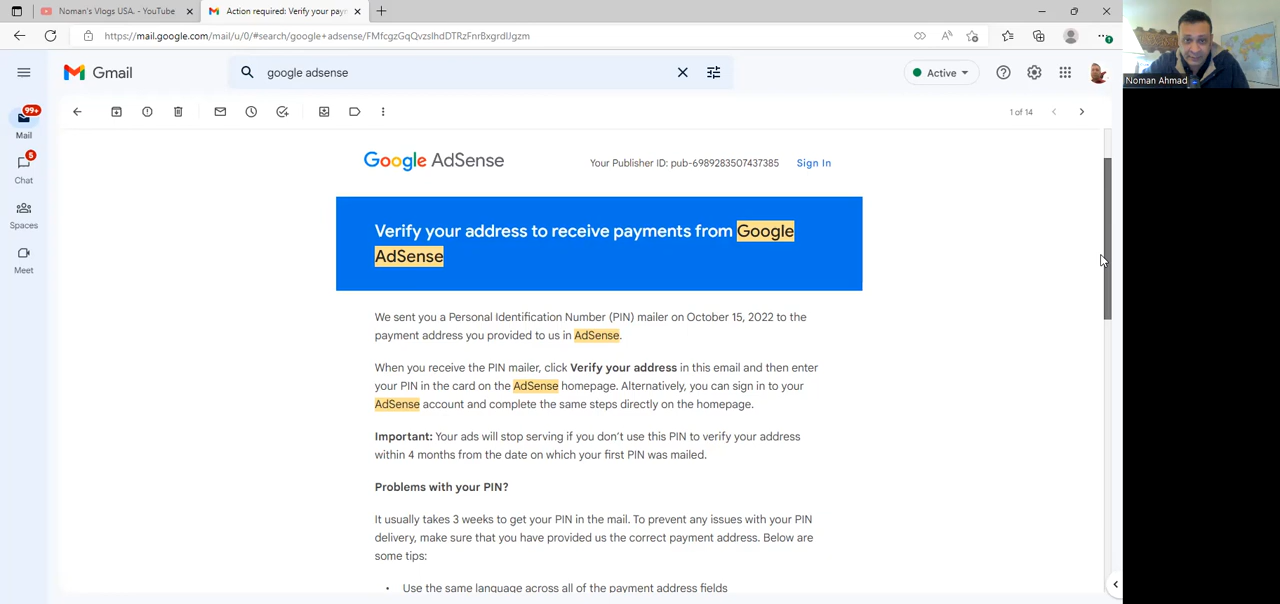 Noman's Vlogs USA. - YouTube
Action required: Verify your paym
https://mail.google.com/mail/u/0/#search/google+adsense/FMfcgzGqQvzslhdDTRzFnrBxgrdlJgzm
Gmail
google adsense
Active
Noman Ahmad
99+
Mail
5
Chat
Spaces
Meet
1 of 14
Google AdSense
Your Publisher ID: pub-6989283507437385
Sign In
Verify your address to receive payments from Google
AdSense
We sent you a Personal Identification Number (PIN) mailer on October 15, 2022 to the
payment address you provided to us in AdSense.
When you receive the PIN mailer, click Verify your address in this email and then enter
your PIN in the card on the AdSense homepage. Alternatively, you can sign in to your
AdSense account and complete the same steps directly on the homepage.
Important: Your ads will stop serving if you don't use this PIN to verify your address
within 4 months from the date on which your first PIN was mailed.
Problems with your PIN?
It usually takes 3 weeks to get your PIN in the mail. To prevent any issues with your PIN
delivery, make sure that you have provided us the correct payment address. Below are
some tips:
• Use the same language across all of the payment address fields